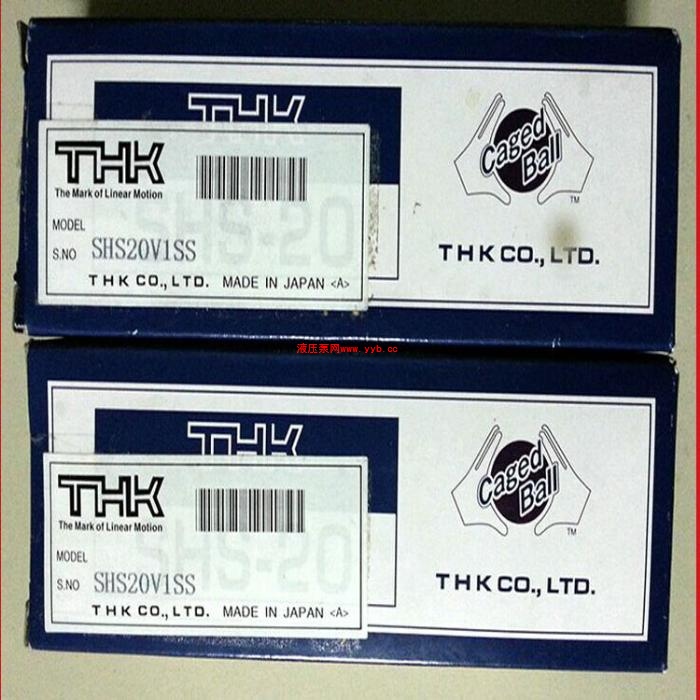 THK
THK
The Mark of Linear Motion
SHS-20
MODEL
S.NO SHS20V1SS
THK CO., LTD. MADE IN JAPAN <A>
Caged
Ball
TM
THK CO., LTD.
液压泵网www.yyb.cc
THK
THK
The Mark of Linear Motion
SHS-20
MODEL
S.NO SHS20V1SS
THK CO., LTD. MADE IN JAPAN <A>
Caged
Ball
TM
THK CO., LTD.